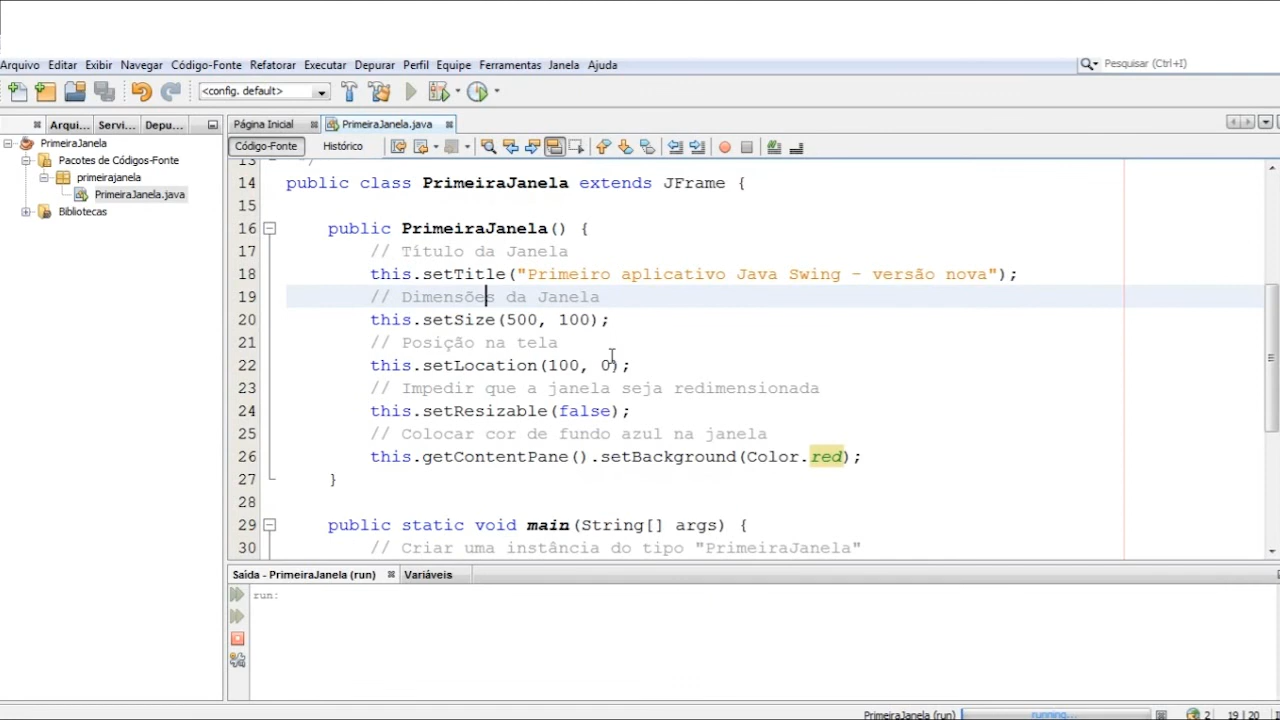 Arquivo Editar Exibir Navegar Código-Fonte Refatorar Executar Depurar Perfil Equipe Ferramentas Janela Ajuda
Pesquisar (Ctrl+I)
<config. default>
Arqui... Servi... Depu...
Página Inicial PrimeiraJanela.java
PrimeiraJanela
Pacotes de Códigos-Fonte
primeirajanela
PrimeiraJanela.java
Bibliotecas
Código-Fonte Histórico
13 */
14 public class PrimeiraJanela extends JFrame {
15
16 public PrimeiraJanela() {
17 // Título da Janela
18 this.setTitle("Primeiro aplicativo Java Swing - versão nova");
19 // Dimensões da Janela
20 this.setSize(500, 100);
21 // Posição na tela
22 this.setLocation(100, 0);
23 // Impedir que a janela seja redimensionada
24 this.setResizable(false);
25 // Colocar cor de fundo azul na janela
26 this.getContentPane().setBackground(Color.red);
27 }
28
29 public static void main(String[] args) {
30 // Criar uma instância do tipo "PrimeiraJanela"
Saída - PrimeiraJanela (run) Variáveis
run:
PrimeiraJanela (run) running... 2 19 | 20